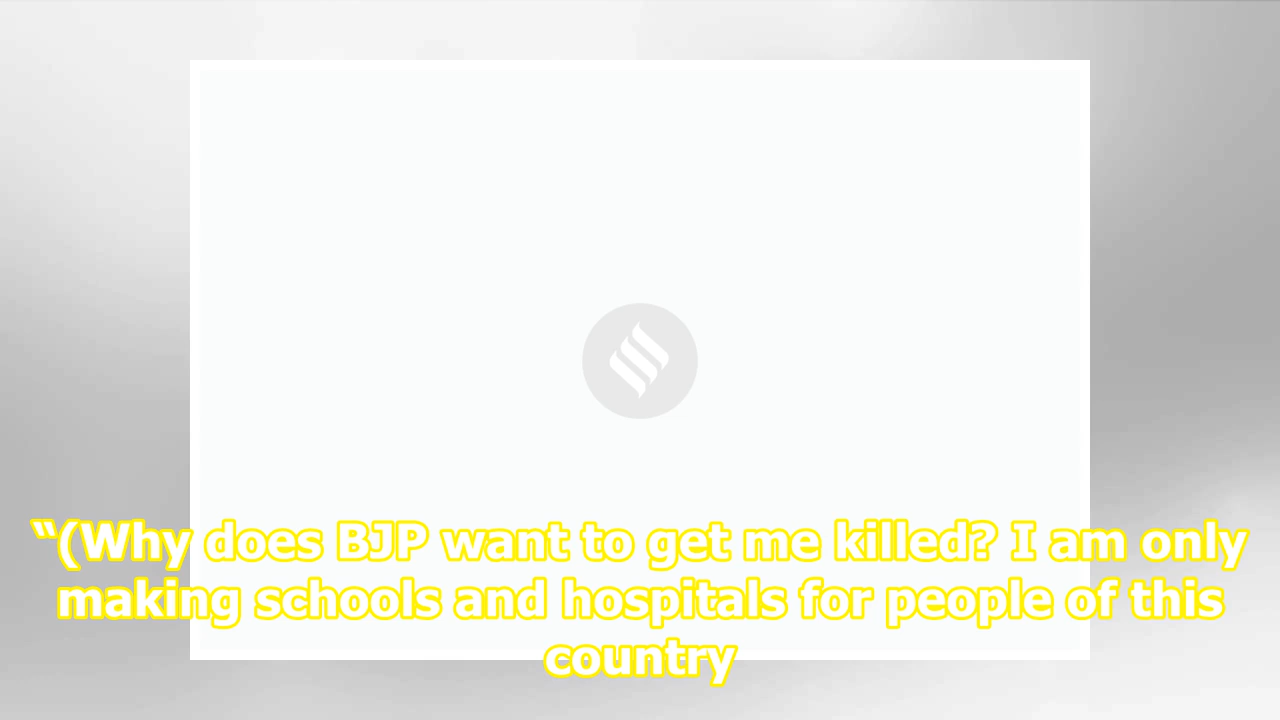 “(Why does BJP want to get me killed? I am only
making schools and hospitals for people of this
country